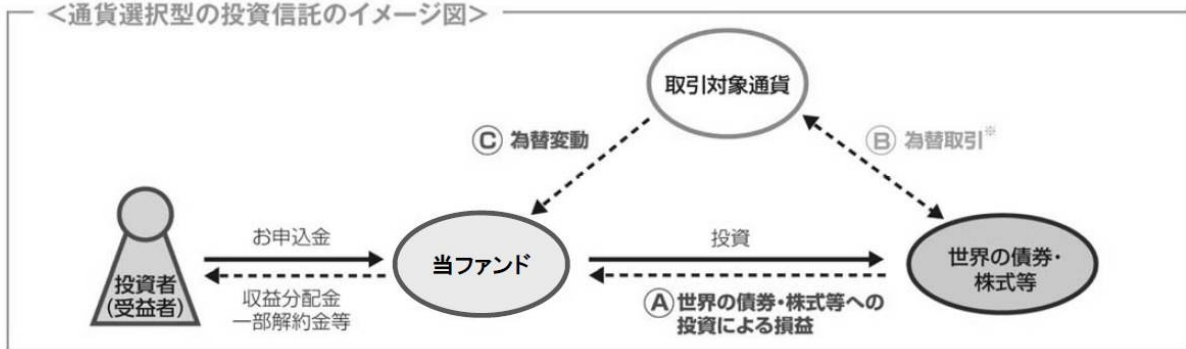 <通貨選択型の投資信託のイメージ図>
取引対象通貨
Ⓒ 為替変動
Ⓑ 為替取引※
お申込金
投資
投資者
(受益者)
当ファンド
世界の債券・
株式等
収益分配金
一部解約金等
Ⓐ 世界の債券・株式等への
投資による損益